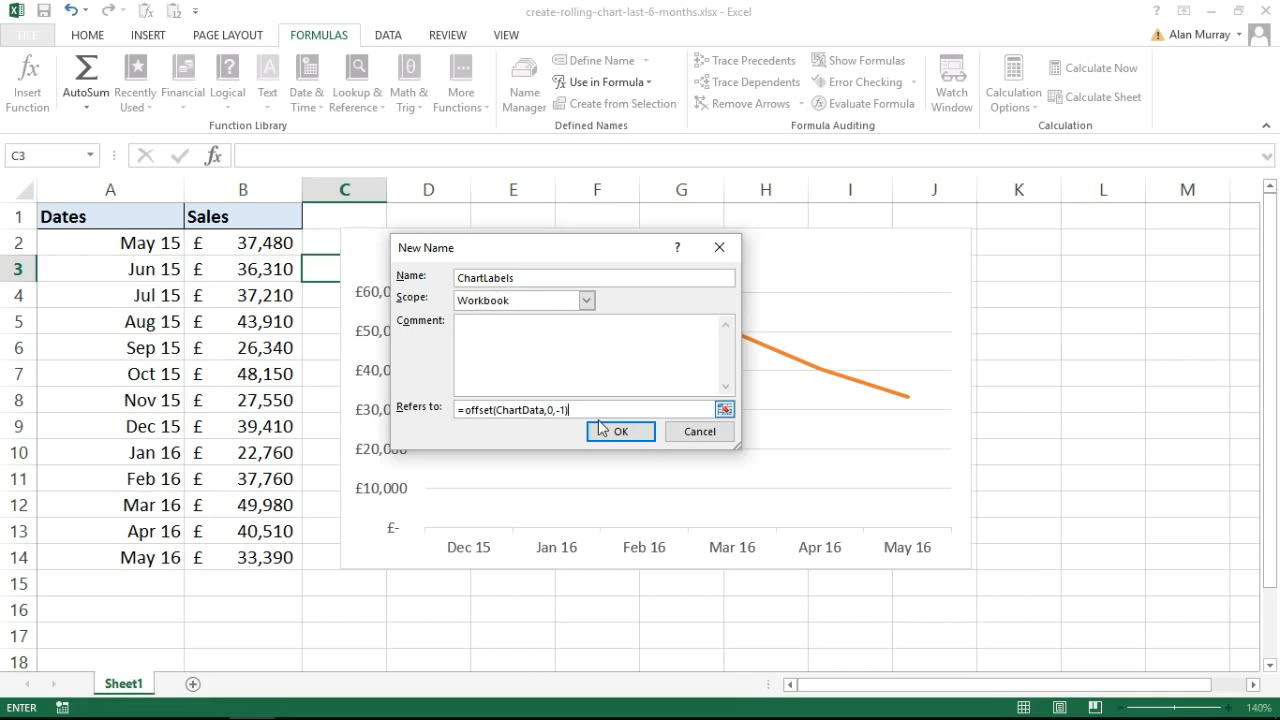 create-rolling-chart-last-6-months.xlsx - Excel
?
FILE HOME INSERT PAGE LAYOUT FORMULAS DATA REVIEW VIEW
Alan Murray
Insert Function
AutoSum
Recently Used
Financial
Logical
Text
Date & Time
Lookup & Reference
Math & Trig
More Functions
Function Library
Name Manager
Define Name
Use in Formula
Create from Selection
Defined Names
Trace Precedents
Trace Dependents
Remove Arrows
Show Formulas
Error Checking
Evaluate Formula
Formula Auditing
Watch Window
Calculation Options
Calculate Now
Calculate Sheet
Calculation
C3
fx
A B C D E F G H I J K L M
1 Dates Sales
2 May 15 £ 37,480
3 Jun 15 £ 36,310
4 Jul 15 £ 37,210
5 Aug 15 £ 43,910
6 Sep 15 £ 26,340
7 Oct 15 £ 48,150
8 Nov 15 £ 27,550
9 Dec 15 £ 39,410
10 Jan 16 £ 22,760
11 Feb 16 £ 37,760
12 Mar 16 £ 49,980
13 Apr 16 £ 40,510
14 May 16 £ 33,390
15
16
17
18
New Name
?
Name: ChartLabels
Scope: Workbook
Comment:
Refers to: =offset(ChartData,0,-1)
OK Cancel
£20,000
£10,000
£-
Dec 15 Jan 16 Feb 16 Mar 16 Apr 16 May 16
Sheet1
ENTER
140%